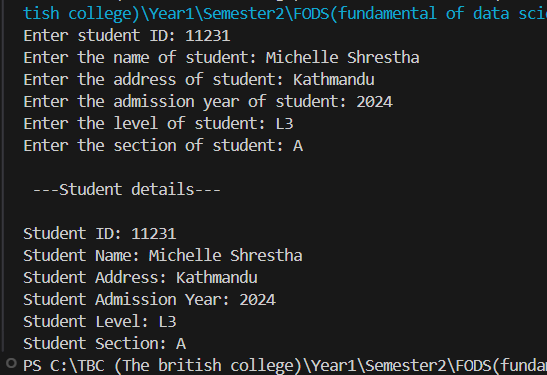 tish college)\Year1\Semester2\FODS(fundamental of data sci
Enter student ID: 11231
Enter the name of student: Michelle Shrestha
Enter the address of student: Kathmandu
Enter the admission year of student: 2024
Enter the level of student: L3
Enter the section of student: A
---Student details---
Student ID: 11231
Student Name: Michelle Shrestha
Student Address: Kathmandu
Student Admission Year: 2024
Student Level: L3
Student Section: A
PS C:\TBC (The british college)\Year1\Semester2\FODS(funda